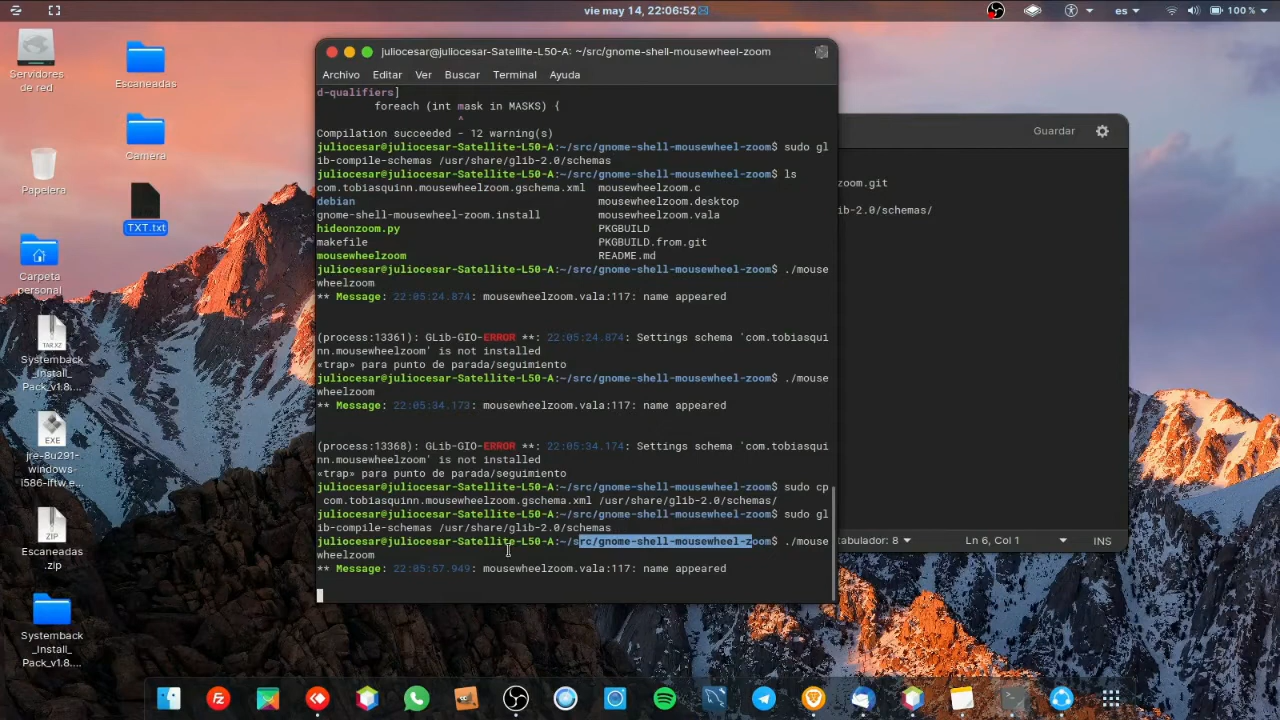 vie may 14, 22:06:52
es
100 %
Servidores
de red
Escaneadas
Camera
Papelera
TXT.txt
Carpeta
personal
TAR.XZ
Systemback
_Install_
Pack_v1.8....
EXE
jre-8u291-
windows-
i586-iftw.e...
ZIP
Escaneadas
.zip
Systemback
_Install_
Pack_v1.8....
juliocesar@juliocesar-Satellite-L50-A: ~/src/gnome-shell-mousewheel-zoom
Archivo Editar Ver Buscar Terminal Ayuda
d-qualifiers]
foreach (int mask in MASKS) {
^
Compilation succeeded - 12 warning(s)
juliocesar@juliocesar-Satellite-L50-A:~/src/gnome-shell-mousewheel-zoom$ sudo gl
ib-compile-schemas /usr/share/glib-2.0/schemas
juliocesar@juliocesar-Satellite-L50-A:~/src/gnome-shell-mousewheel-zoom$ ls
com.tobiasquinn.mousewheelzoom.gschema.xml mousewheelzoom.c
debian mousewheelzoom.desktop
gnome-shell-mousewheel-zoom.install mousewheelzoom.vala
hideonzoom.py PKGBUILD
makefile PKGBUILD.from.git
mousewheelzoom README.md
juliocesar@juliocesar-Satellite-L50-A:~/src/gnome-shell-mousewheel-zoom$ ./mouse
wheelzoom
** Message: 22:05:24.874: mousewheelzoom.vala:117: name appeared
(process:13361): GLib-GIO-ERROR **: 22:05:24.874: Settings schema `com.tobiasqui
nn.mousewheelzoom' is not installed
«trap» para punto de parada/seguimiento
juliocesar@juliocesar-Satellite-L50-A:~/src/gnome-shell-mousewheel-zoom$ ./mouse
wheelzoom
** Message: 22:05:34.173: mousewheelzoom.vala:117: name appeared
(process:13368): GLib-GIO-ERROR **: 22:05:34.174: Settings schema `com.tobiasqui
nn.mousewheelzoom' is not installed
«trap» para punto de parada/seguimiento
juliocesar@juliocesar-Satellite-L50-A:~/src/gnome-shell-mousewheel-zoom$ sudo cp
com.tobiasquinn.mousewheelzoom.gschema.xml /usr/share/glib-2.0/schemas/
juliocesar@juliocesar-Satellite-L50-A:~/src/gnome-shell-mousewheel-zoom$ sudo gl
ib-compile-schemas /usr/share/glib-2.0/schemas
juliocesar@juliocesar-Satellite-L50-A:~/src/gnome-shell-mousewheel-zoom$ ./mouse
wheelzoom
** Message: 22:05:57.949: mousewheelzoom.vala:117: name appeared
Guardar
zoom.git
ib-2.0/schemas/
tabulador: 8
Ln 6, Col 1
INS